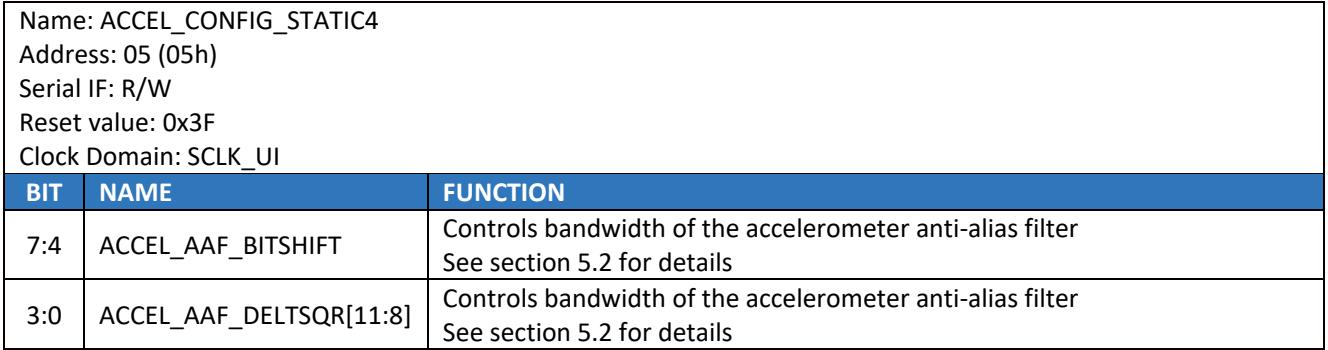 Name: ACCEL_CONFIG_STATIC4
Address: 05 (05h)
Serial IF: R/W
Reset value: 0x3F
Clock Domain: SCLK_UI
BIT NAME FUNCTION
7:4 ACCEL_AAF_BITSHIFT Controls bandwidth of the accelerometer anti-alias filter
See section 5.2 for details
3:0 ACCEL_AAF_DELTSQR[11:8] Controls bandwidth of the accelerometer anti-alias filter
See section 5.2 for details